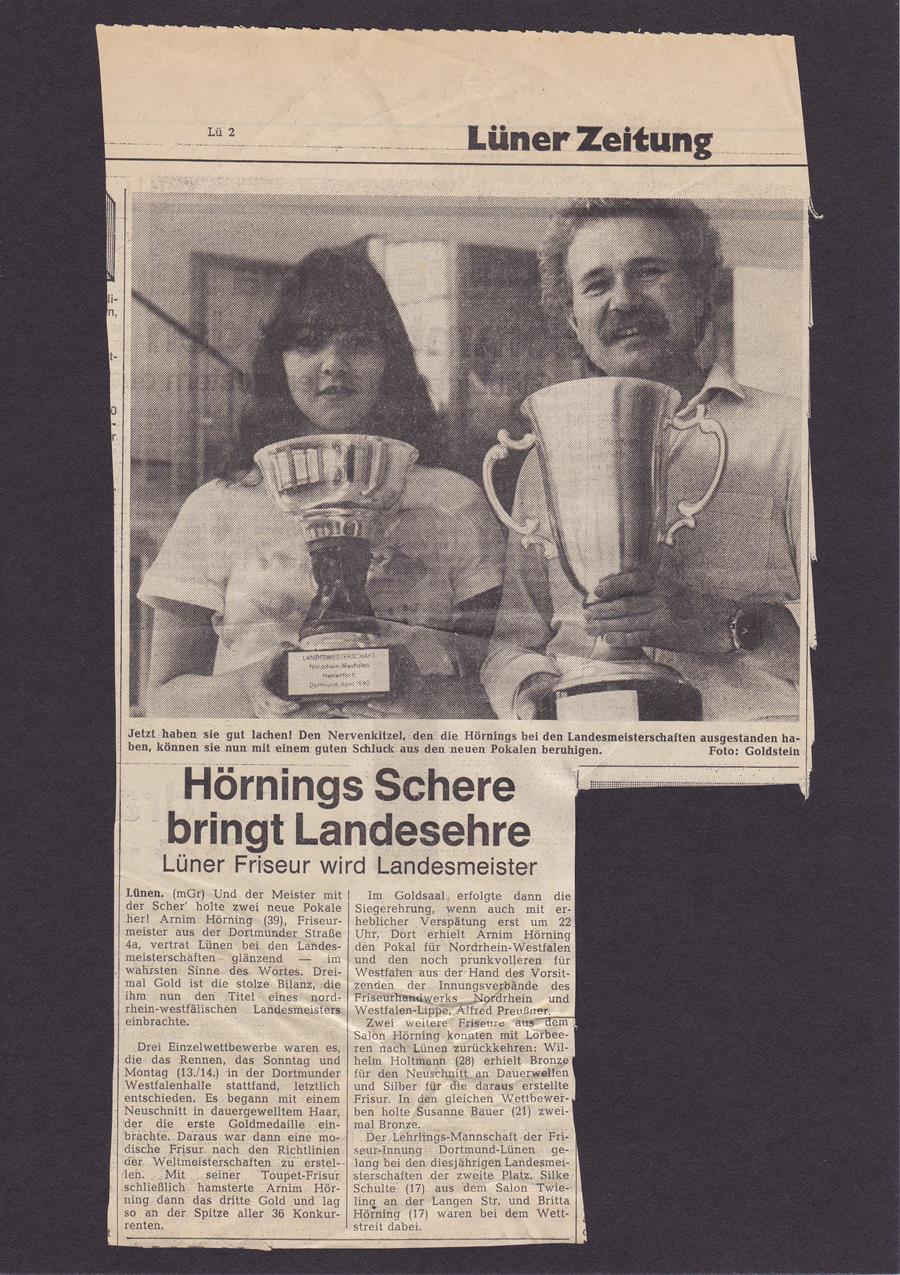 Lü 2
Lüner Zeitung
LANDESMEISTERSCHAFT
Nordrhein-Westfalen
Herrenfach
Dortmund, April 1980
Jetzt haben sie gut lachen! Den Nervenkitzel, den die Hörnings bei den Landesmeisterschaften ausgestanden ha-
ben, können sie nun mit einem guten Schluck aus den neuen Pokalen beruhigen. Foto: Goldstein
Hörnings Schere
bringt Landesehre
Lüner Friseur wird Landesmeister
Lünen. (mGr) Und der Meister mit
der Scher' holte zwei neue Pokale
her! Arnim Hörning (39), Friseur-
meister aus der Dortmunder Straße
4a, vertrat Lünen bei den Landes-
meisterschaften glänzend — im
wahrsten Sinne des Wortes. Drei-
mal Gold ist die stolze Bilanz, die
ihm nun den Titel eines nord-
rhein-westfälischen Landesmeisters
einbrachte.
Drei Einzelwettbewerbe waren es,
die das Rennen, das Sonntag und
Montag (13./14.) in der Dortmunder
Westfalenhalle stattfand, letztlich
entschieden. Es begann mit einem
Neuschnitt in dauergewelltem Haar,
der die erste Goldmedaille ein-
brachte. Daraus war dann eine mo-
dische Frisur nach den Richtlinien
der Weltmeisterschaften zu erstel-
len. Mit seiner Toupet-Frisur
schließlich hamsterte Arnim Hör-
ning dann das dritte Gold und lag
so an der Spitze aller 36 Konkur-
renten.
Im Goldsaal erfolgte dann die
Siegerehrung, wenn auch mit er-
heblicher Verspätung erst um 22
Uhr. Dort erhielt Arnim Hörning
den Pokal für Nordrhein-Westfalen
und den noch prunkvolleren für
Westfalen aus der Hand des Vorsit-
zenden der Innungsverbände des
Friseurhandwerks Nordrhein und
Westfalen-Lippe, Alfred Preußner.
Zwei weitere Friseure aus dem
Salon Hörning konnten mit Lorbee-
ren nach Lünen zurückkehren: Wil-
helm Holtmann (28) erhielt Bronze
für den Neuschnitt an Dauerwellen
und Silber für die daraus erstellte
Frisur. In den gleichen Wettbewer-
ben holte Susanne Bauer (21) zwei-
mal Bronze.
Der Lehrlings-Mannschaft der Fri-
seur-Innung Dortmund-Lünen ge-
lang bei den diesjährigen Landesmei-
sterschaften der zweite Platz. Silke
Schulte (17) aus dem Salon Twie-
ling an der Langen Str. und Britta
Hörning (17) waren bei dem Wett-
streit dabei.